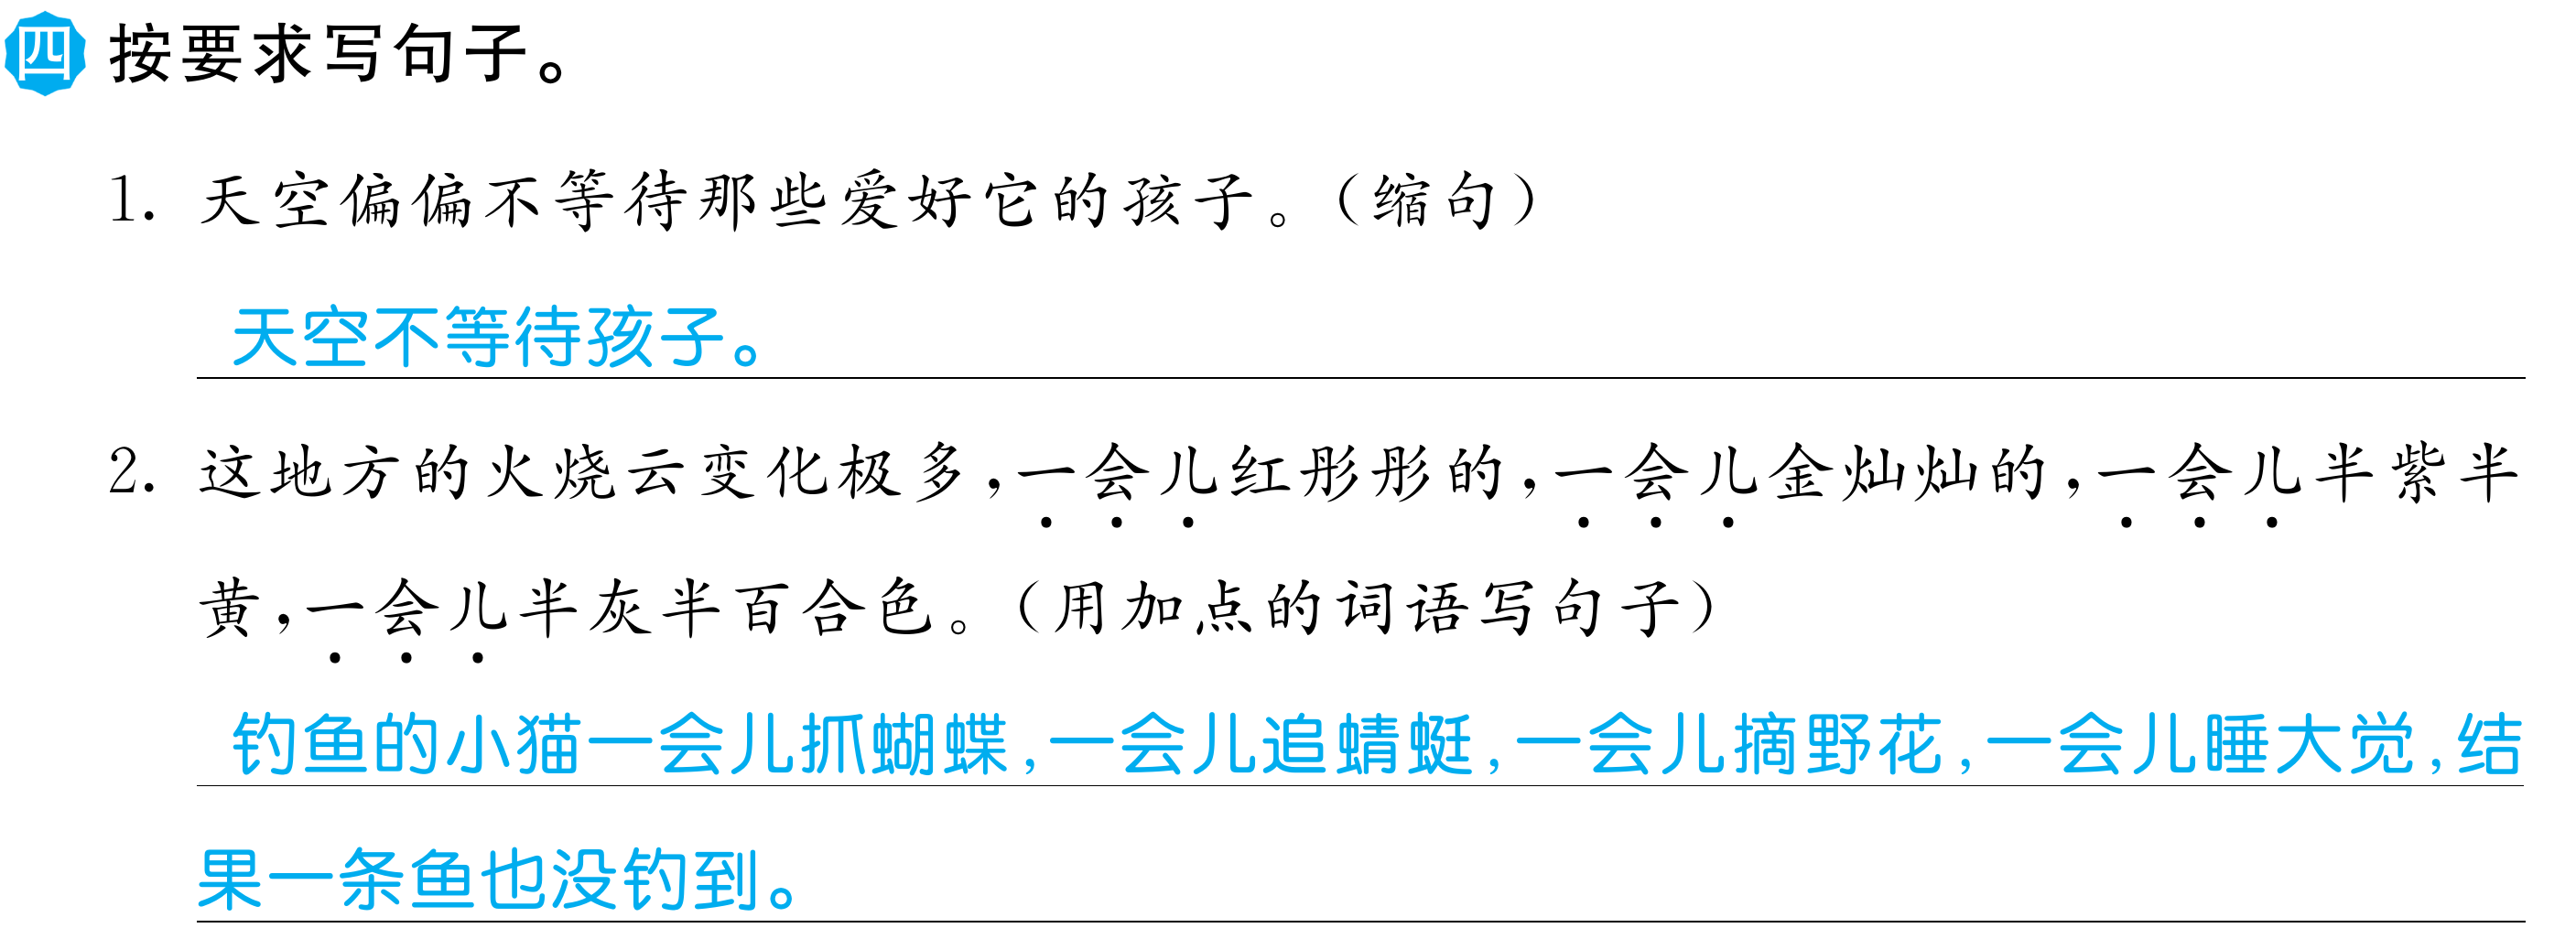 四 按要求写句子。
1. 天空偏偏不等待那些爱好它的孩子。（缩句）
天空不等待孩子。
2. 这地方的火烧云变化极多，一会儿红彤彤的，一会儿金灿灿的，一会儿半紫半
黄，一会儿半灰半百合色。（用加点的词语写句子）
钓鱼的小猫一会儿抓蝴蝶，一会儿追蜻蜓，一会儿摘野花，一会儿睡大觉，结
果一条鱼也没钓到。